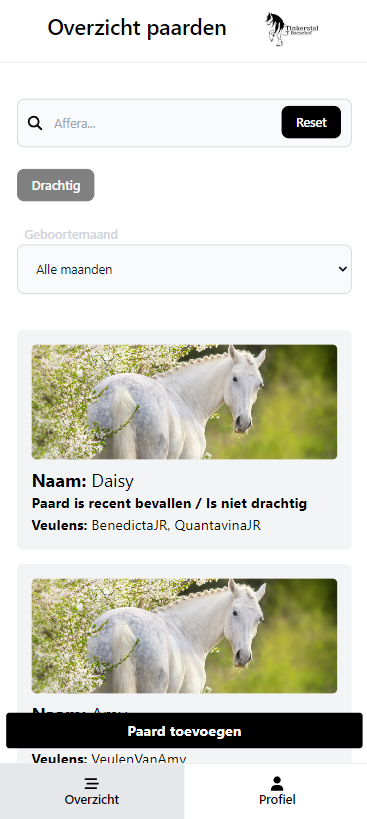 Overzicht paarden
Tinkerstal
'T Boesehof
Affera...
Reset
Drachtig
Geboortemaand
Alle maanden
Naam: Daisy
Paard is recent bevallen / Is niet drachtig
Veulens: BenedictaJR, QuantavinaJR
Naam: Amy
Paard toevoegen
Veulens: VeulenVanAmy
Overzicht
Profiel